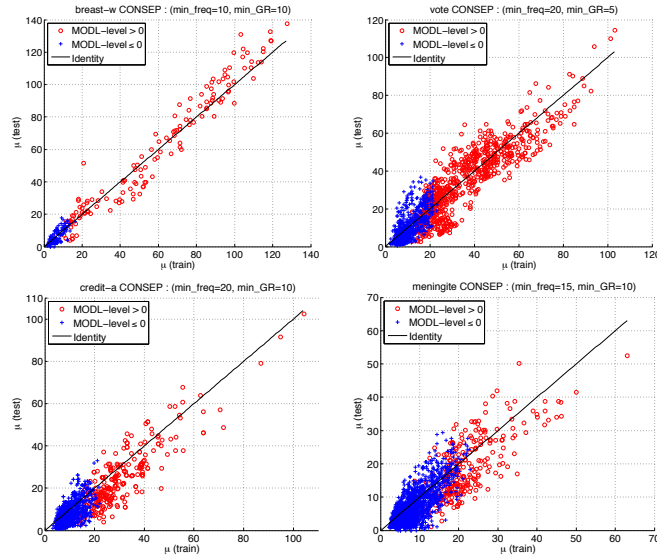 breast-w CONSEP : (min_freq=10, min_GR=10)
140
120
100
80
60
40
20
0
μ (test)
MODL-level > 0
MODL-level ≤ 0
Identity
0 20 40 60 80 100 120 140
μ (train)
vote CONSEP : (min_freq=20, min_GR=5)
120
100
80
60
40
20
0
μ (test)
MODL-level > 0
MODL-level ≤ 0
Identity
0 20 40 60 80 100 120
μ (train)
credit-a CONSEP : (min_freq=20, min_GR=10)
110
100
80
60
40
20
0
μ (test)
MODL-level > 0
MODL-level ≤ 0
Identity
0 20 40 60 80 100
μ (train)
meningite CONSEP : (min_freq=15, min_GR=10)
70
60
50
40
30
20
10
0
μ (test)
MODL-level > 0
MODL-level ≤ 0
Identity
0 10 20 30 40 50 60 70
μ (train)